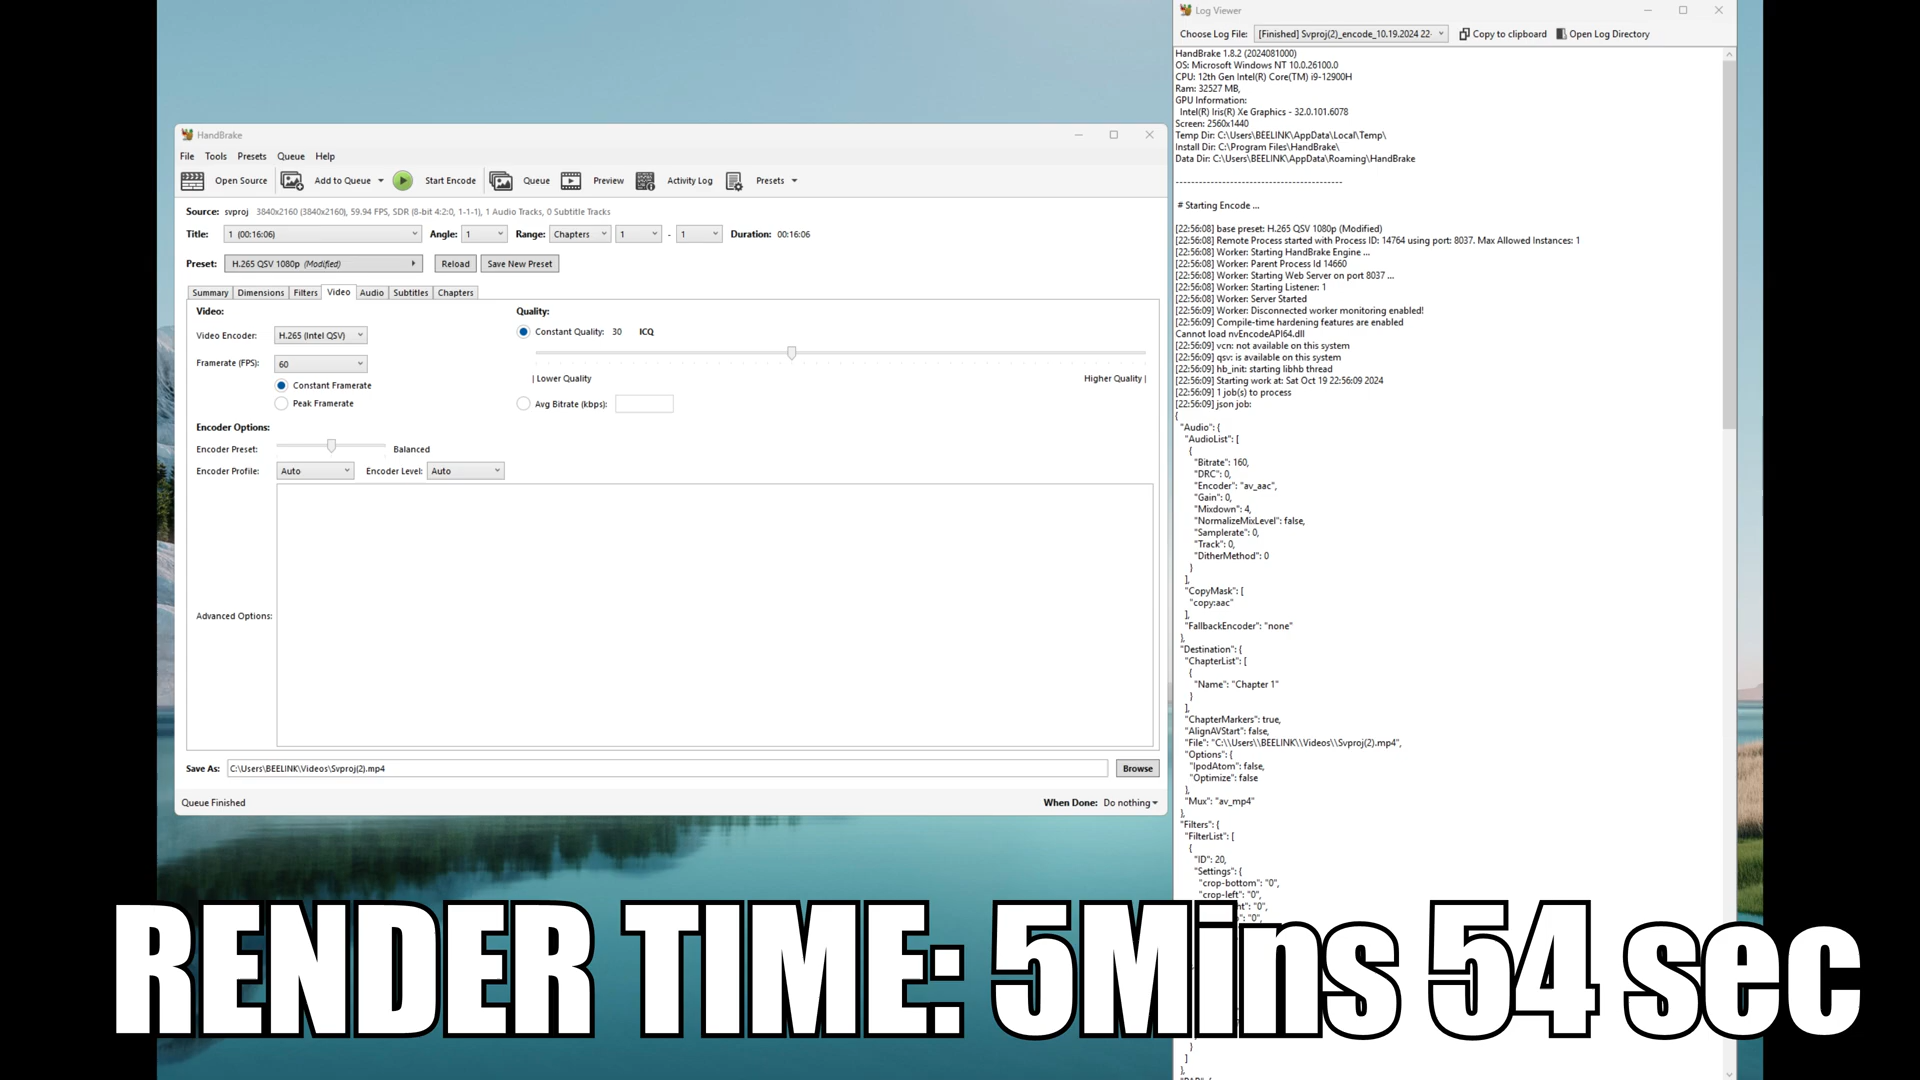 HandBrake
File Tools Presets Queue Help
Open Source Add to Queue Start Encode Queue Preview Activity Log Presets
Source: svproj 3840x2160 (3840x2160), 59.94 FPS, SDR (8-bit 4:2:0, 1-1-1), 1 Audio Tracks, 0 Subtitle Tracks
Title: 1 (00:16:06) Angle: 1 Range: Chapters 1 - 1 Duration: 00:16:06
Preset: H.265 QSV 1080p (Modified) Reload Save New Preset
Summary Dimensions Filters Video Audio Subtitles Chapters
Video: Quality:
Video Encoder: H.265 (Intel QSV) Constant Quality: 30 ICQ
Framerate (FPS): 60
| Lower Quality Higher Quality |
Constant Framerate
Peak Framerate Avg Bitrate (kbps):
Encoder Options:
Encoder Preset: Balanced
Encoder Profile: Auto Encoder Level: Auto
Advanced Options:
Save As: C:\Users\BEELINK\Videos\Svproj(2).mp4 Browse
Queue Finished When Done: Do nothing
Log Viewer
Choose Log File: [Finished] Svproj(2)_encode_10.19.2024 22- Copy to clipboard Open Log Directory
HandBrake 1.8.2 (2024081000)
OS: Microsoft Windows NT 10.0.26100.0
CPU: 12th Gen Intel(R) Core(TM) i9-12900H
Ram: 32527 MB,
GPU Information:
Intel(R) Iris(R) Xe Graphics - 32.0.101.6078
Screen: 2560x1440
Temp Dir: C:\Users\BEELINK\AppData\Local\Temp\
Install Dir: C:\Program Files\HandBrake\
Data Dir: C:\Users\BEELINK\AppData\Roaming\HandBrake
-------------------------------------------
# Starting Encode ...
[22:56:08] base preset: H.265 QSV 1080p (Modified)
[22:56:08] Remote Process started with Process ID: 14764 using port: 8037. Max Allowed Instances: 1
[22:56:08] Worker: Starting HandBrake Engine ...
[22:56:08] Worker: Parent Process Id 14660
[22:56:08] Worker: Starting Web Server on port 8037 ...
[22:56:08] Worker: Starting Listener: 1
[22:56:08] Worker: Server Started
[22:56:08] Worker: Disconnected worker monitoring enabled!
[22:56:09] Compile-time hardening features are enabled
Cannot load nvEncodeAPI64.dll
[22:56:09] vcn: not available on this system
[22:56:09] qsv: is available on this system
[22:56:09] hb_init: starting libhb thread
[22:56:09] Starting work at: Sat Oct 19 22:56:09 2024
[22:56:09] 1 job(s) to process
[22:56:09] json job:
{
"Audio": {
"AudioList": [
{
"Bitrate": 160,
"DRC": 0,
"Encoder": "av_aac",
"Gain": 0,
"Mixdown": 4,
"NormalizeMixLevel": false,
"Samplerate": 0,
"Track": 0,
"DitherMethod": 0
}
],
"CopyMask": [
"copy:aac"
],
"FallbackEncoder": "none"
},
"Destination": {
"ChapterList": [
{
"Name": "Chapter 1"
}
],
"ChapterMarkers": true,
"AlignAVStart": false,
"File": "C:\\Users\\BEELINK\\Videos\\Svproj(2).mp4",
"Options": {
"IpodAtom": false,
"Optimize": false
},
"Mux": "av_mp4"
},
"Filters": {
"FilterList": [
{
"ID": 20,
"Settings": {
"crop-bottom": "0",
"crop-left": "0",
RENDER TIME: 5Mins 54 sec
}
]
},